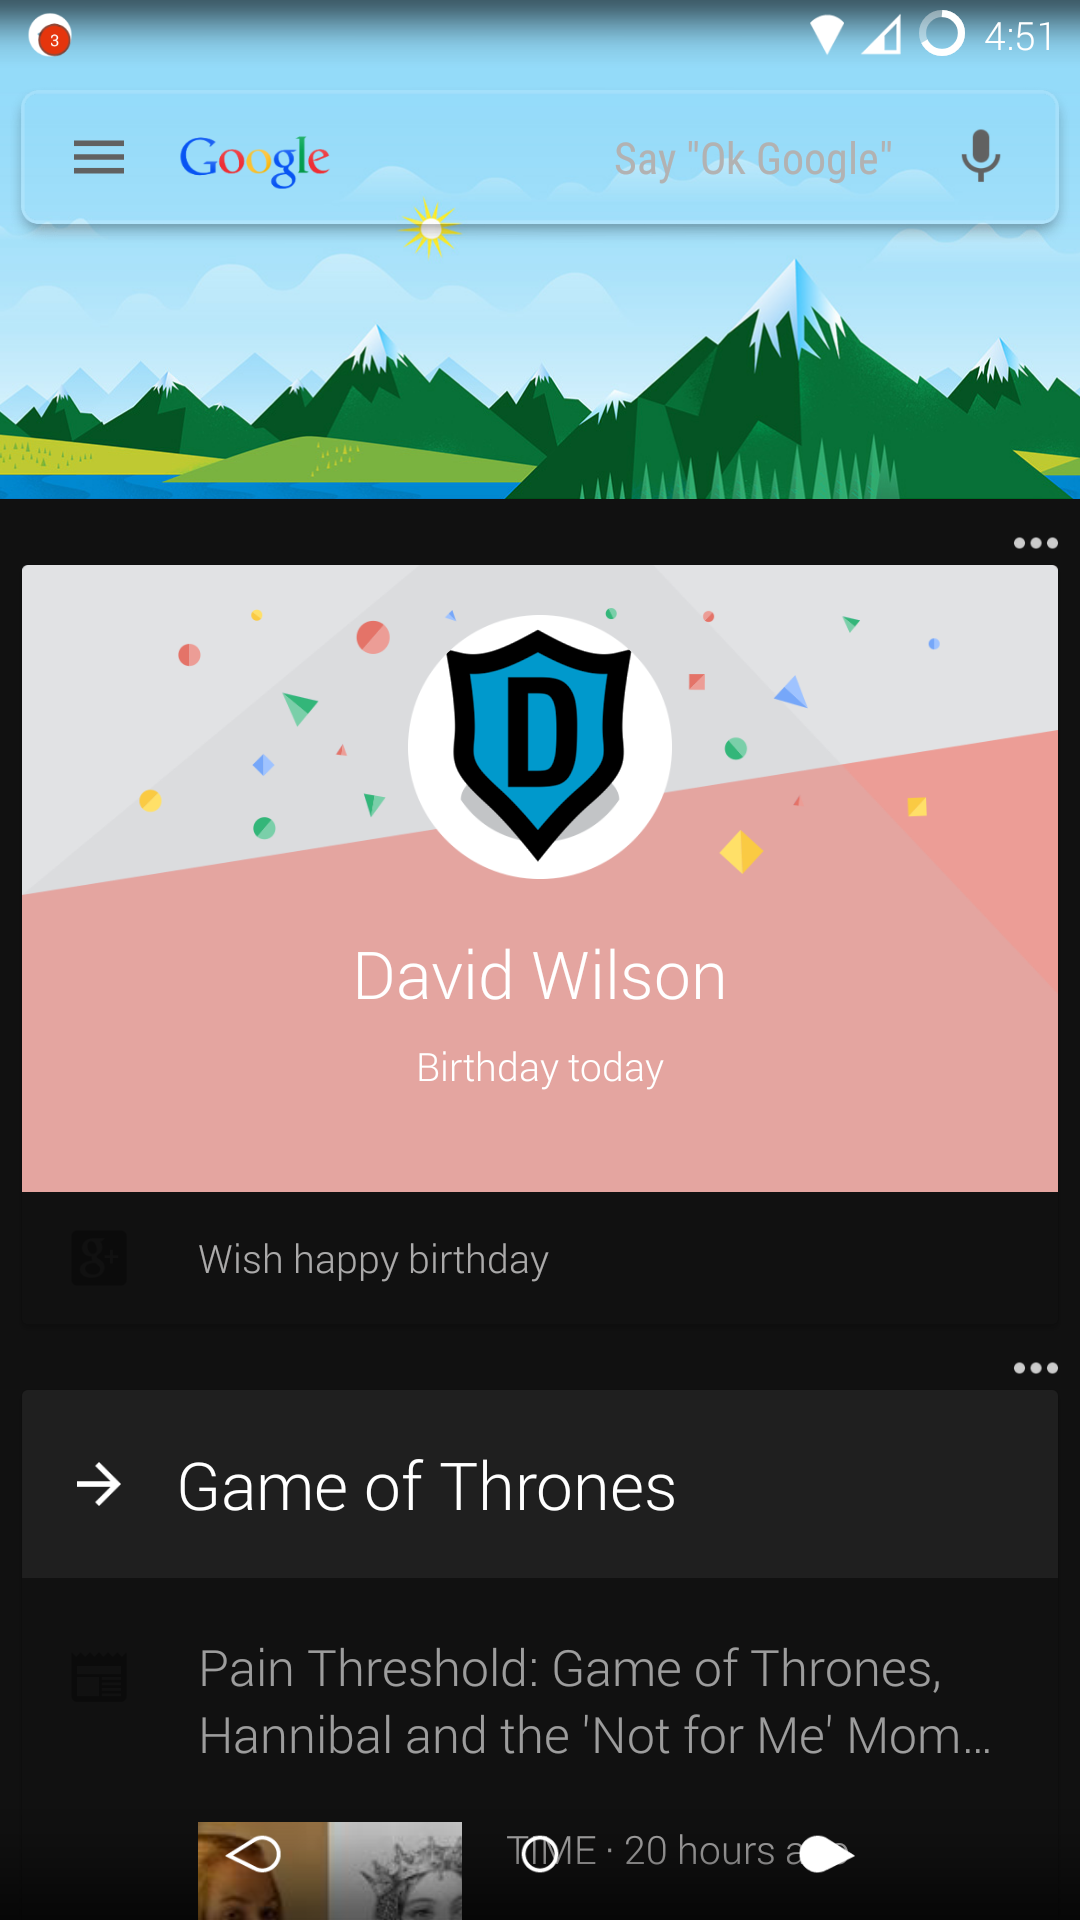 3
4:51
Google
Say "Ok Google"
D
David Wilson
Birthday today
g+
Wish happy birthday
Game of Thrones
Pain Threshold: Game of Thrones,
Hannibal and the 'Not for Me' Mom…
TIME · 20 hours ago